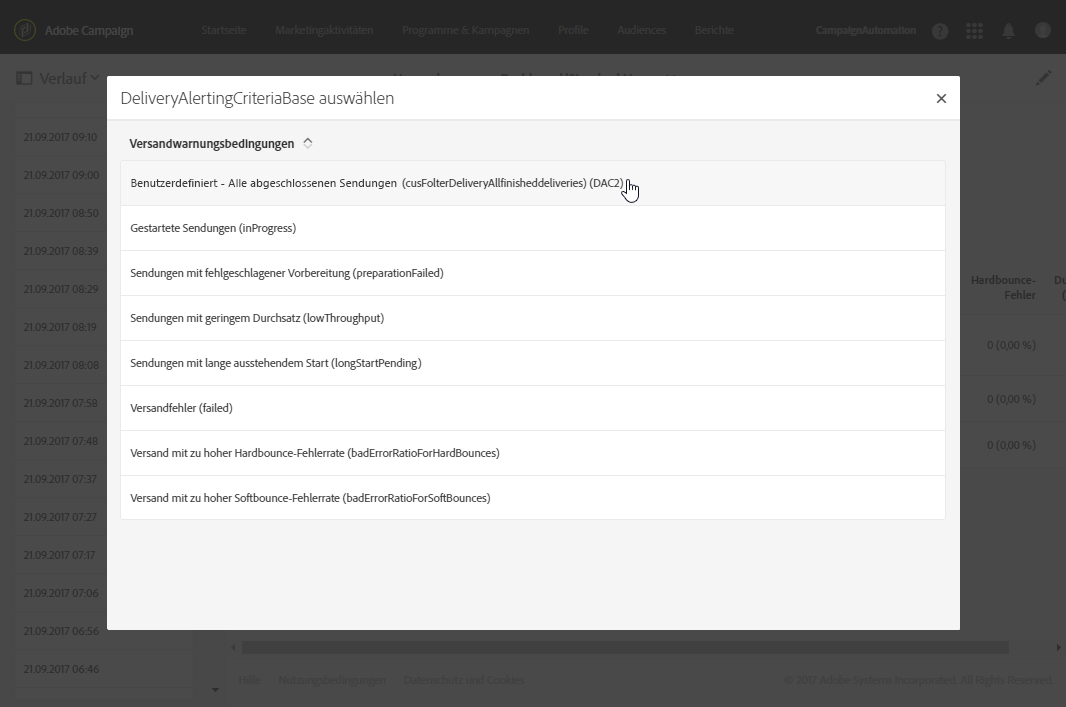 Adobe Campaign
Startseite
Marketingaktivitäten
Programme & Kampagnen
Profile
Audiences
Berichte
CampaignAutomation
Verlauf
DeliveryAlertingCriteriaBase auswählen
Versandwarnungsbedingungen
Benutzerdefiniert - Alle abgeschlossenen Sendungen (cusFolterDeliveryAllfinisheddeliveries) (DAC2)
Gestartete Sendungen (inProgress)
Sendungen mit fehlgeschlagener Vorbereitung (preparationFailed)
Sendungen mit geringem Durchsatz (lowThroughput)
Sendungen mit lange ausstehendem Start (longStartPending)
Versandfehler (failed)
Versand mit zu hoher Hardbounce-Fehlerrate (badErrorRatioForHardBounces)
Versand mit zu hoher Softbounce-Fehlerrate (badErrorRatioForSoftBounces)
21.09.2017 09:10
21.09.2017 09:00
21.09.2017 08:50
21.09.2017 08:39
21.09.2017 08:29
21.09.2017 08:19
21.09.2017 08:08
21.09.2017 07:58
21.09.2017 07:48
21.09.2017 07:37
21.09.2017 07:27
21.09.2017 07:17
21.09.2017 07:06
21.09.2017 06:56
21.09.2017 06:46
Hardbounce-
Fehler
Du
(
0 (0,00 %)
0 (0,00 %)
0 (0,00 %)
Hilfe
Nutzungsbedingungen
Datenschutz und Cookies
© 2017 Adobe Systems Incorporated. All Rights Reserved.